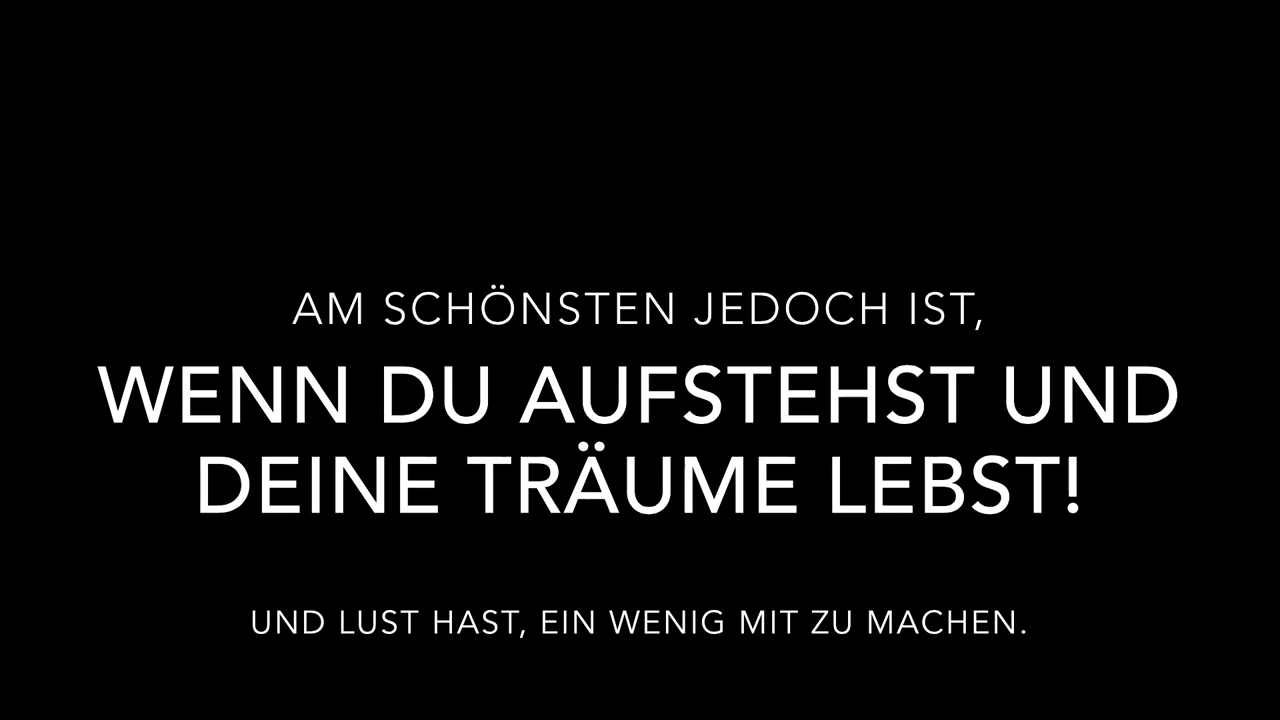 AM SCHÖNSTEN JEDOCH IST,
WENN DU AUFSTEHST UND
DEINE TRÄUME LEBST!
UND LUST HAST, EIN WENIG MIT ZU MACHEN.